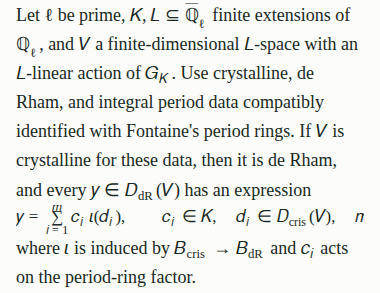 Let ℓ be prime, K, L ⊆ ℚ̅_ℓ finite extensions of
ℚ_ℓ, and V a finite-dimensional L-space with an
L-linear action of G_K. Use crystalline, de
Rham, and integral period data compatibly
identified with Fontaine's period rings. If V is
crystalline for these data, then it is de Rham,
and every y ∈ D_dR (V) has an expression
y = ∑_{i=1}^{m} c_i ι(d_i), c_i ∈ K, d_i ∈ D_cris (V), n
where ι is induced by B_cris → B_dR and c_i acts
on the period-ring factor.